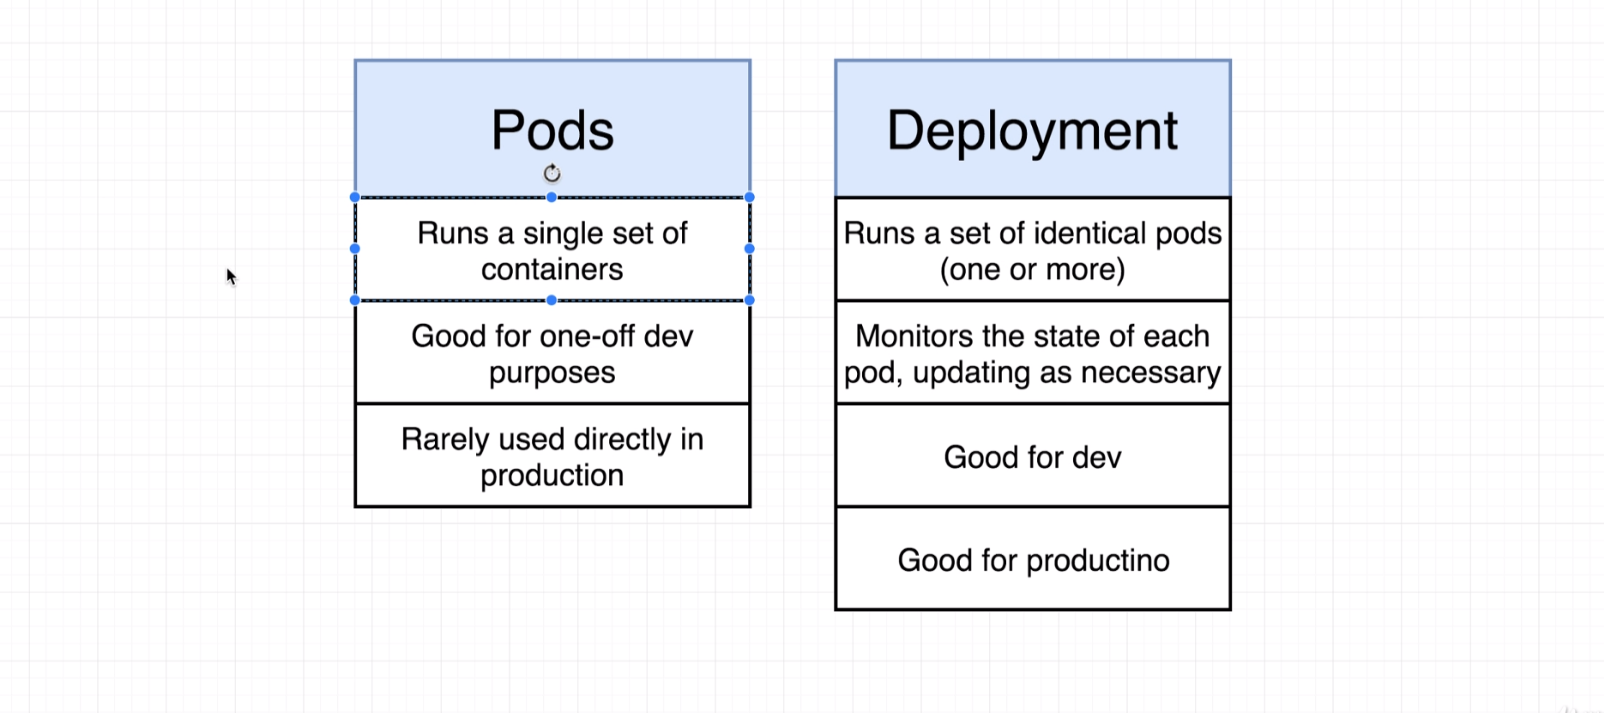 Pods
Runs a single set of
containers
Good for one-off dev
purposes
Rarely used directly in
production
Deployment
Runs a set of identical pods
(one or more)
Monitors the state of each
pod, updating as necessary
Good for dev
Good for productino